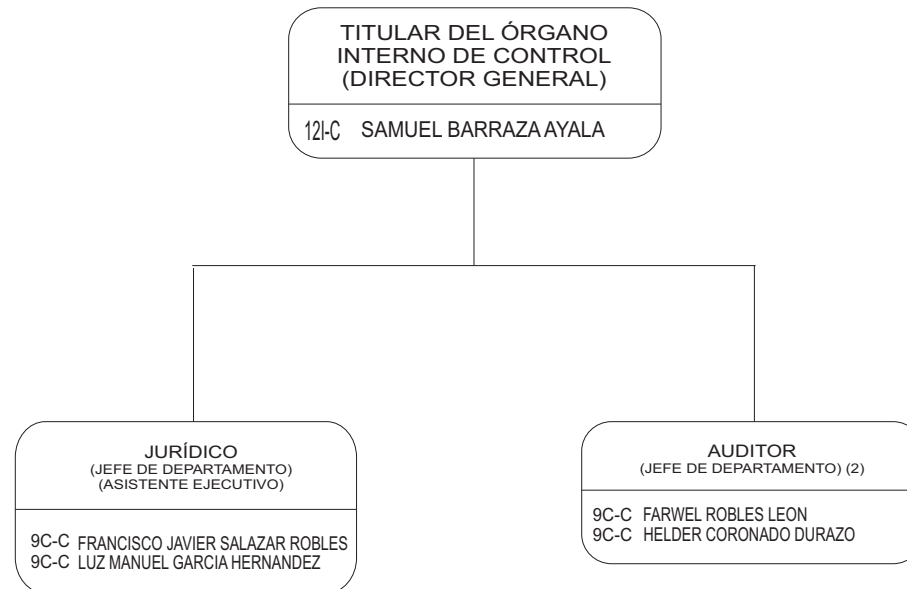 TITULAR DEL ÓRGANO
INTERNO DE CONTROL
(DIRECTOR GENERAL)
12I-C SAMUEL BARRAZA AYALA
JURÍDICO
(JEFE DE DEPARTAMENTO)
(ASISTENTE EJECUTIVO)
9C-C FRANCISCO JAVIER SALAZAR ROBLES
9C-C LUZ MANUEL GARCIA HERNANDEZ
AUDITOR
(JEFE DE DEPARTAMENTO) (2)
9C-C FARWEL ROBLES LEON
9C-C HELDER CORONADO DURAZO